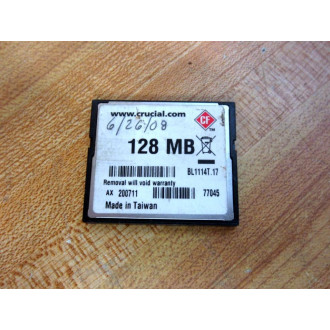 www.crucial.com
6/26/08
CF
TM
128 MB
BL1114T.17
Removal will void warranty
AX 200711 77045
Made in Taiwan